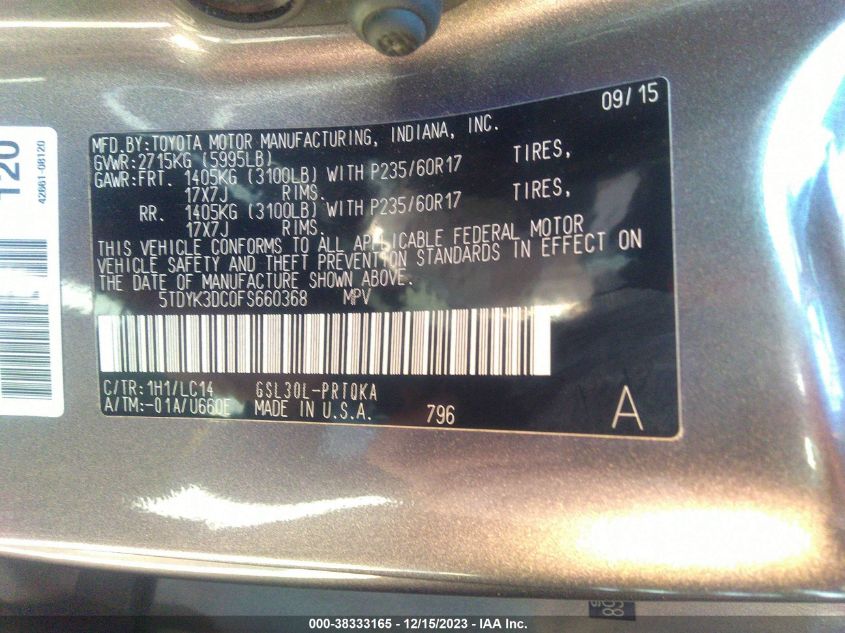 09/15
MFD.BY:TOYOTA MOTOR MANUFACTURING, INDIANA, INC.
GVWR:2715KG (5995LB)
GAWR:FRT. 1405KG (3100LB) WITH P235/60R17 TIRES,
17X7J RIMS.
RR. 1405KG (3100LB) WITH P235/60R17 TIRES,
17X7J RIMS.
THIS VEHICLE CONFORMS TO ALL APPLICABLE FEDERAL MOTOR
VEHICLE SAFETY AND THEFT PREVENTION STANDARDS IN EFFECT ON
THE DATE OF MANUFACTURE SHOWN ABOVE.
5TDYK3DC0FS660368 MPV
C/TR:1H1/LC14 GSL30L-PRTQKA
A/TM:-01A/U660E MADE IN U.S.A. 796 A
120
42661-08120
000-38333165 - 12/15/2023 - IAA Inc.